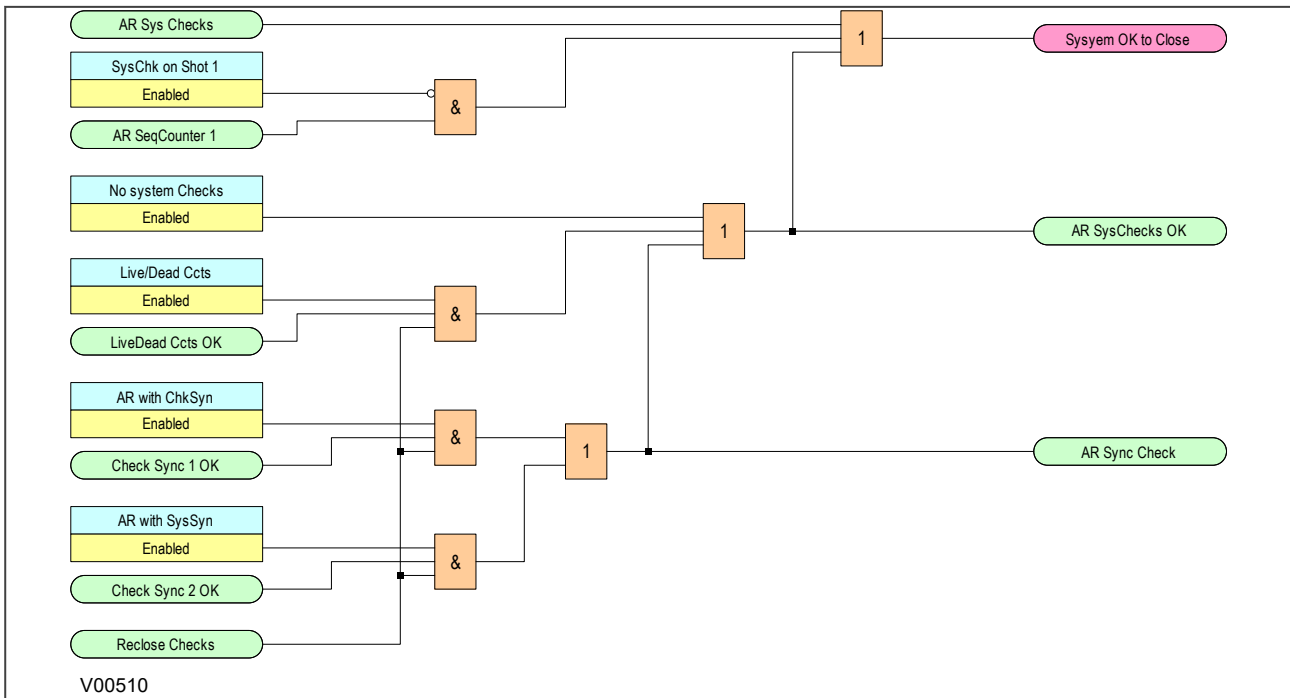 AR Sys Checks
1
Sysyem OK to Close
SysChk on Shot 1
Enabled
&
AR SeqCounter 1
No system Checks
Enabled
1
AR SysChecks OK
Live/Dead Ccts
Enabled
&
LiveDead Ccts OK
AR with ChkSyn
Enabled
&
1
AR Sync Check
Check Sync 1 OK
AR with SysSyn
Enabled
&
Check Sync 2 OK
Reclose Checks
V00510